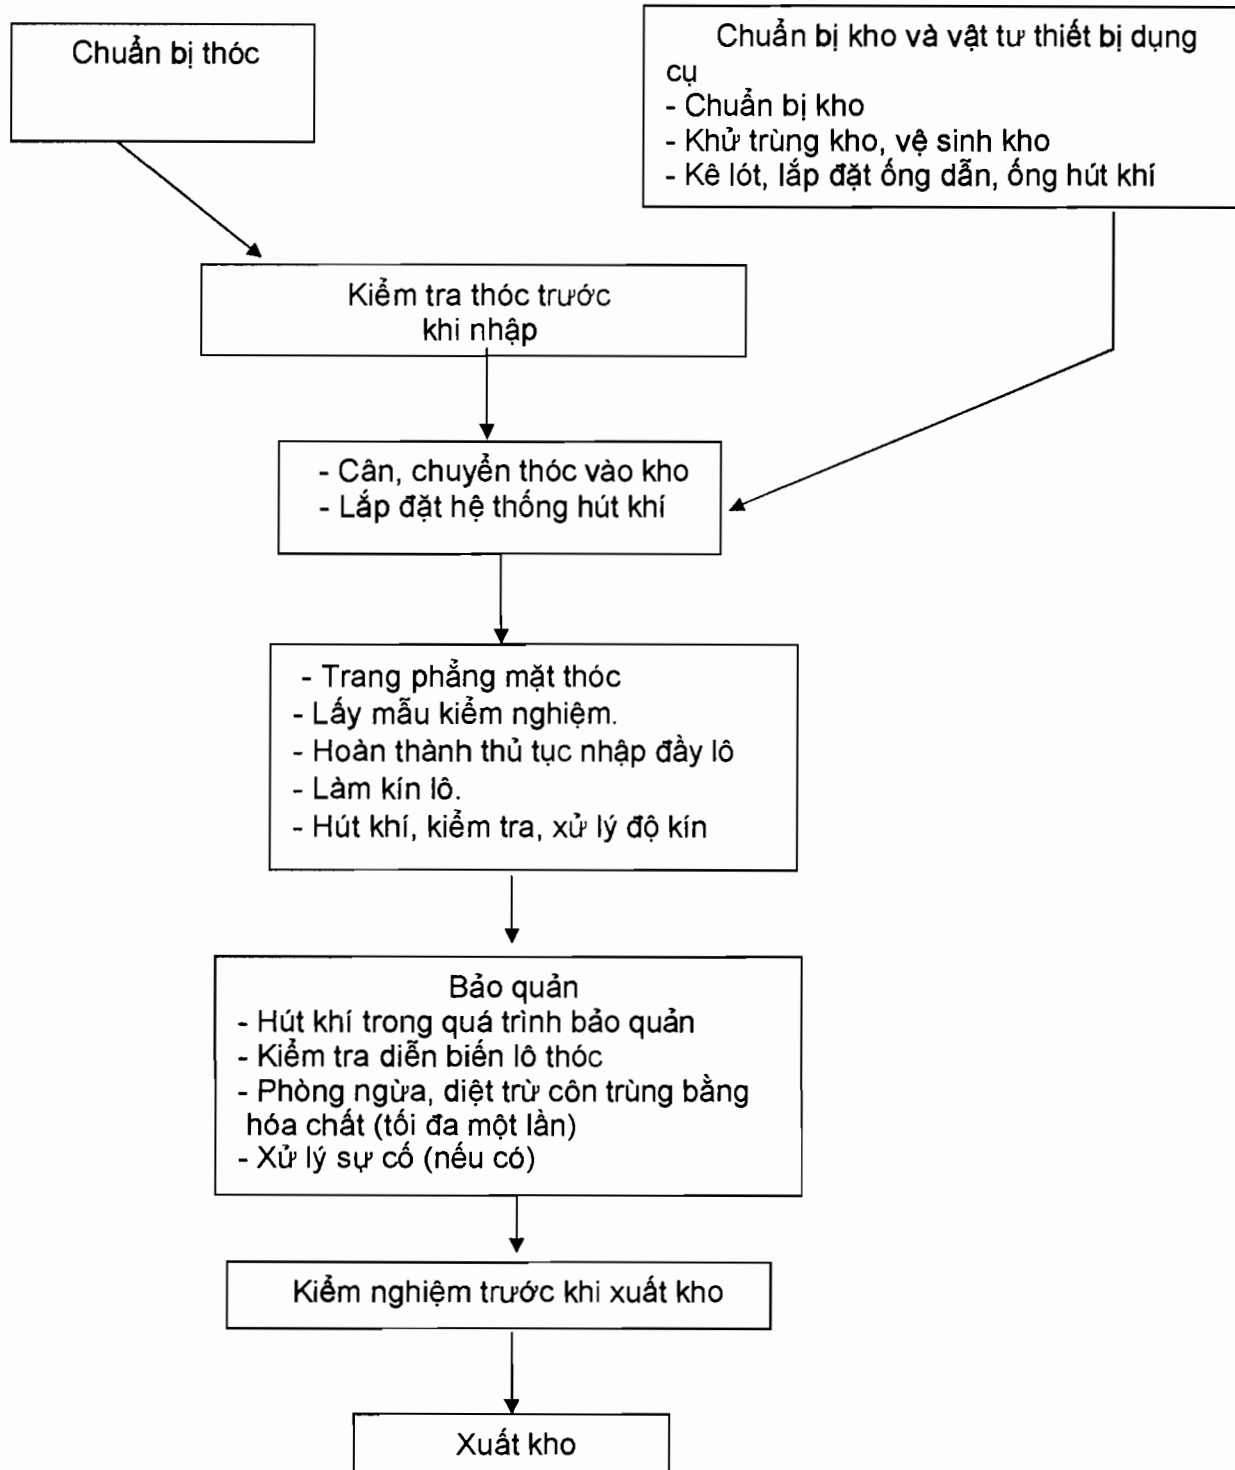 Chuẩn bị thóc
Chuẩn bị kho và vật tư thiết bị dụng
cụ
- Chuẩn bị kho
- Khử trùng kho, vệ sinh kho
- Kê lót, lắp đặt ống dẫn, ống hút khí
Kiểm tra thóc trước
khi nhập
- Cân, chuyển thóc vào kho
- Lắp đặt hệ thống hút khí
- Trang phẳng mặt thóc
- Lấy mẫu kiểm nghiệm.
- Hoàn thành thủ tục nhập đầy lô
- Làm kín lô.
- Hút khí, kiểm tra, xử lý độ kín
Bảo quản
- Hút khí trong quá trình bảo quản
- Kiểm tra diễn biến lô thóc
- Phòng ngừa, diệt trừ côn trùng bằng
hóa chất (tối đa một lần)
- Xử lý sự cố (nếu có)
Kiểm nghiệm trước khi xuất kho
Xuất kho